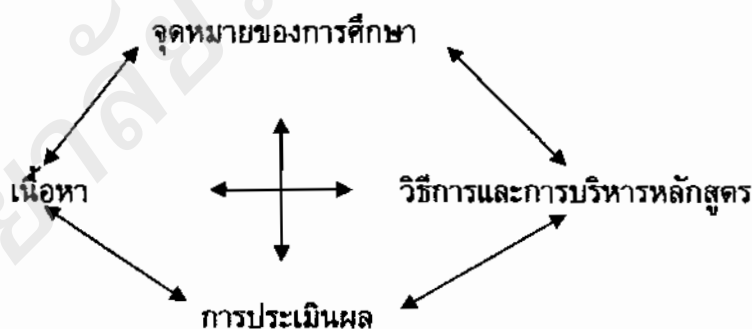 จุดหมายของการศึกษา
เนื้อหา
วิธีการและการบริหารหลักสูตร
การประเมินผล